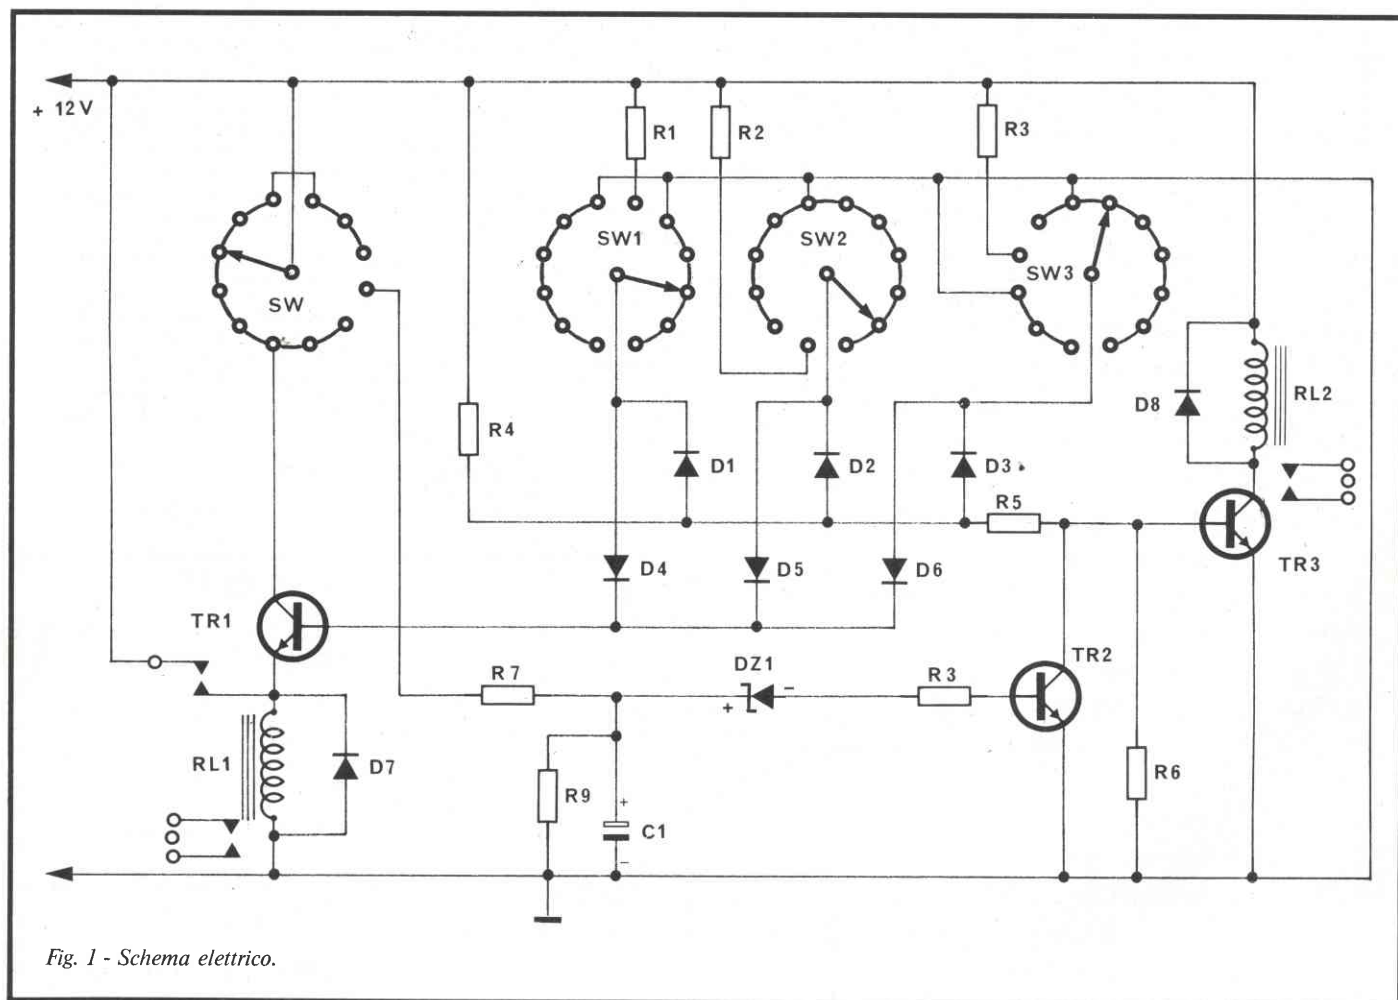 + 12 V
R1
R2
R3
SW
SW1
SW2
SW3
R4
D1
D2
D3
R5
D8
RL2
D4
D5
D6
TR3
TR1
R7
DZ1
+
−
R3
TR2
RL1
D7
R9
+
C1
−
R6
Fig. 1 - Schema elettrico.